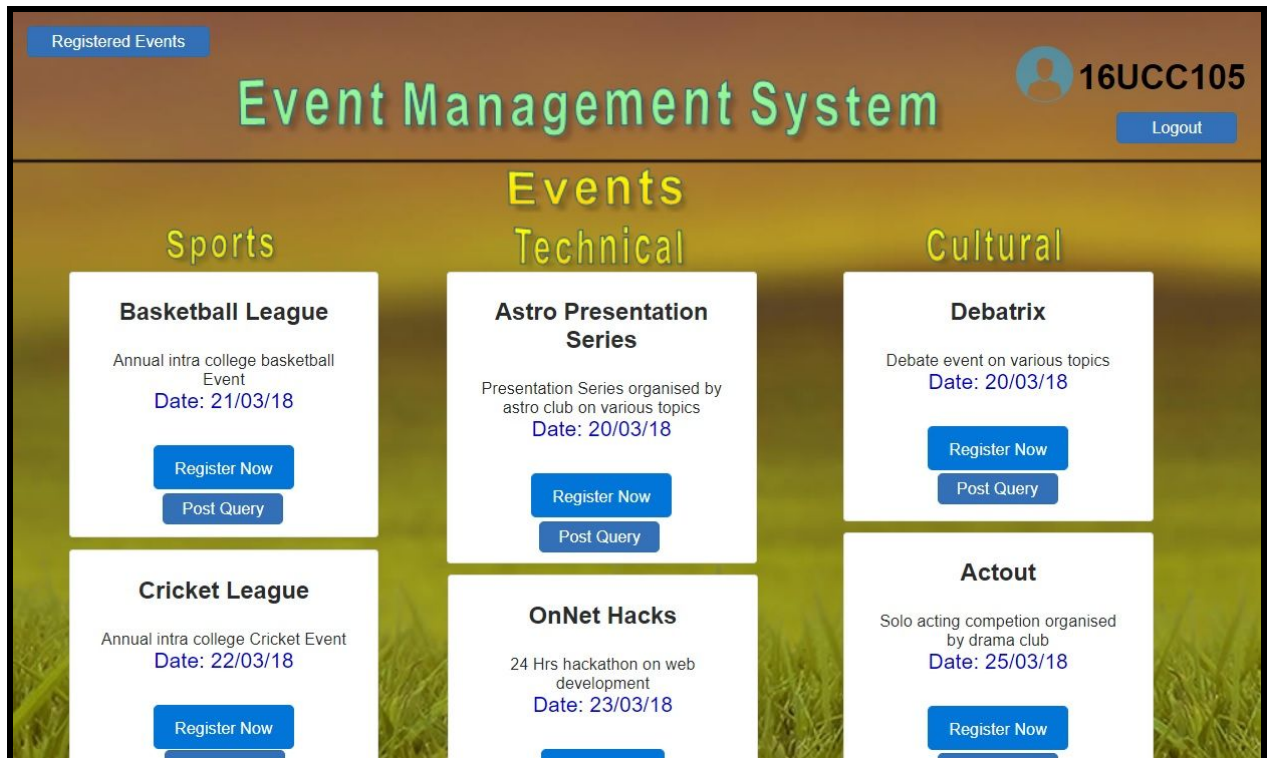 Registered Events
Event Management System
16UCC105
Logout
Events
Sports
Basketball League
Annual intra college basketball
Event
Date: 21/03/18
Register Now
Post Query
Cricket League
Annual intra college Cricket Event
Date: 22/03/18
Register Now
Technical
Astro Presentation
Series
Presentation Series organised by
astro club on various topics
Date: 20/03/18
Register Now
Post Query
OnNet Hacks
24 Hrs hackathon on web
development
Date: 23/03/18
Cultural
Debatrix
Debate event on various topics
Date: 20/03/18
Register Now
Post Query
Actout
Solo acting competion organised
by drama club
Date: 25/03/18
Register Now